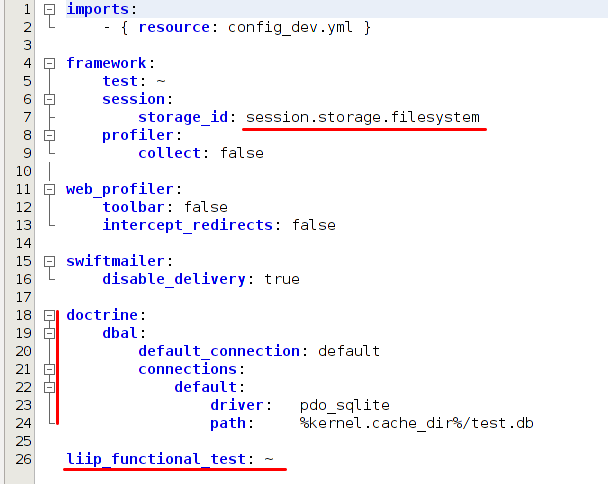 1 imports:
2     - { resource: config_dev.yml }
3
4 framework:
5     test: ~
6     session:
7         storage_id: session.storage.filesystem
8     profiler:
9         collect: false
10
11 web_profiler:
12     toolbar: false
13     intercept_redirects: false
14
15 swiftmailer:
16     disable_delivery: true
17
18 doctrine:
19     dbal:
20         default_connection: default
21         connections:
22             default:
23                 driver:   pdo_sqlite
24                 path:     %kernel.cache_dir%/test.db
25
26 liip_functional_test: ~